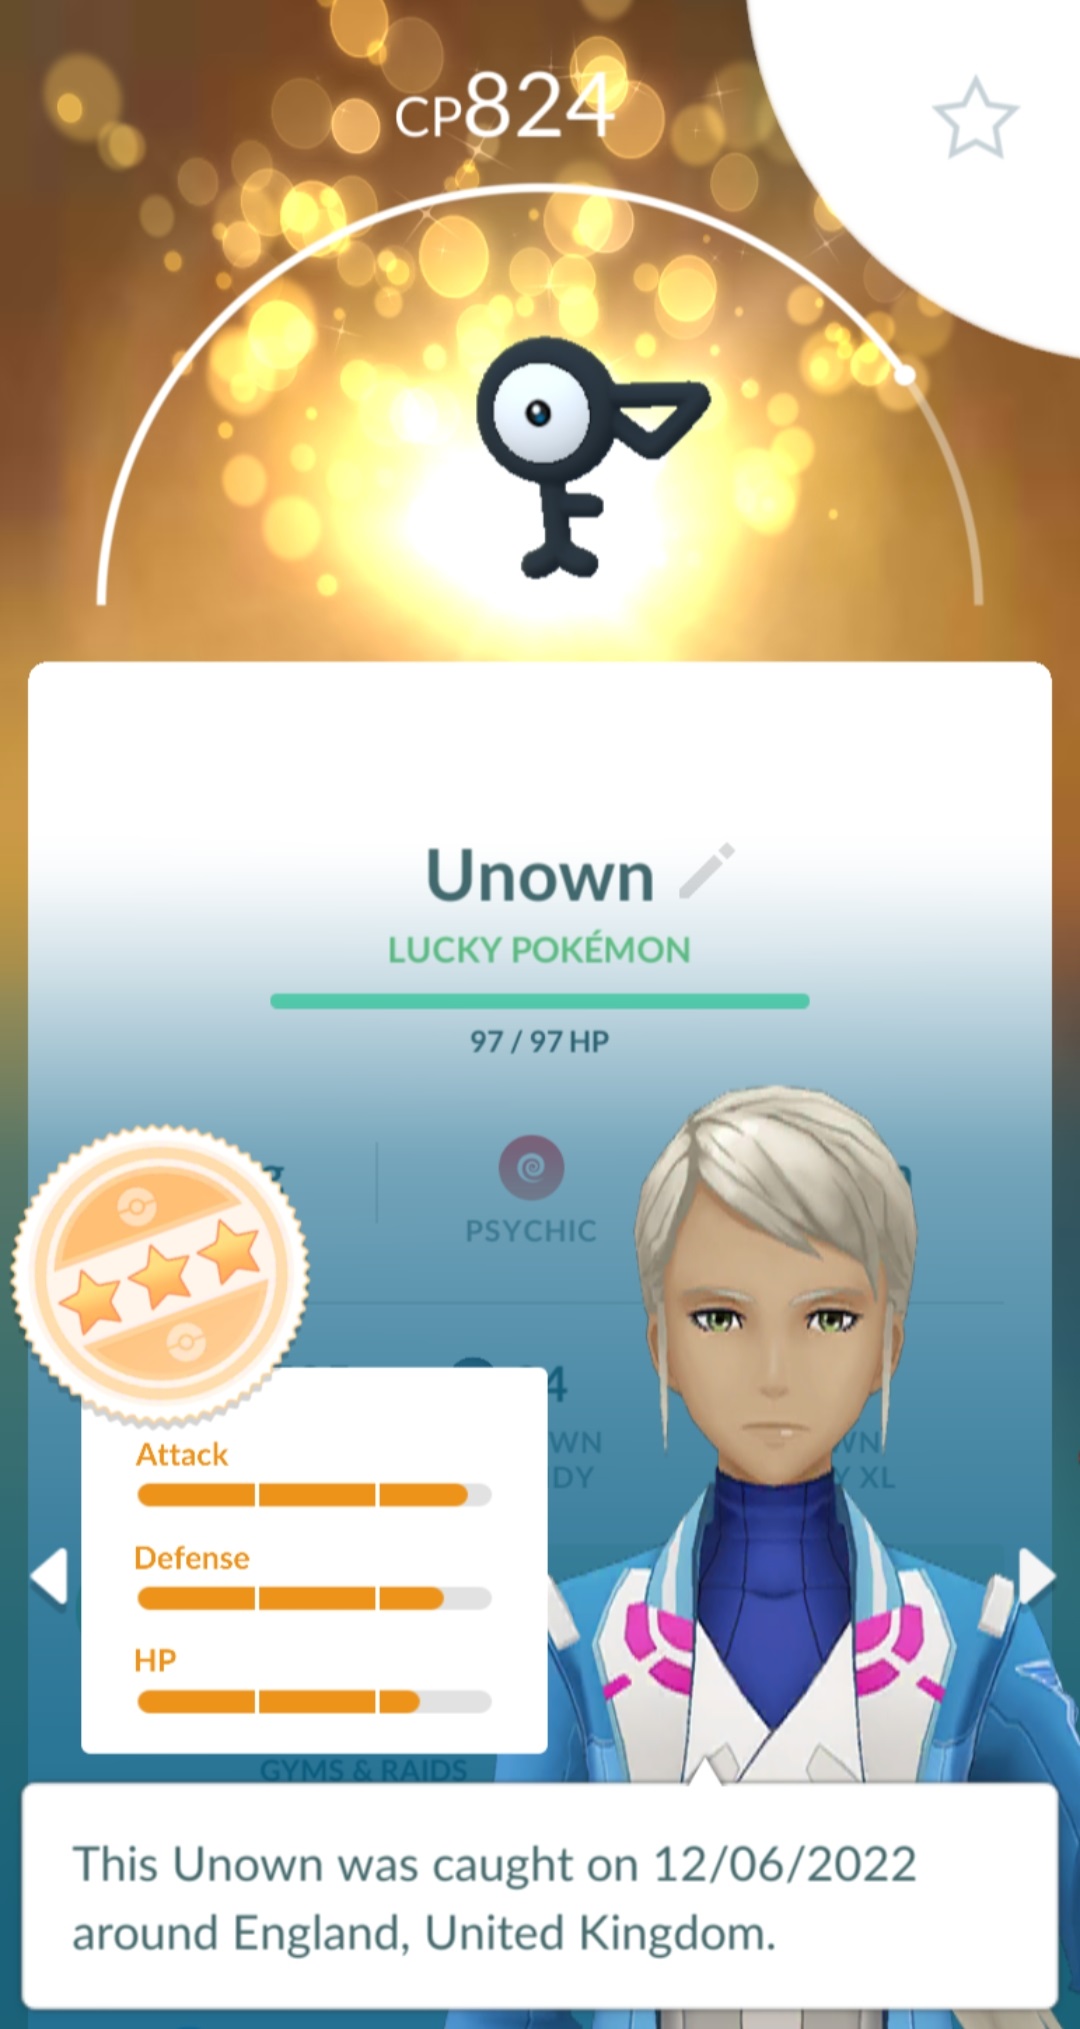 CP824
Unown
LUCKY POKÉMON
97 / 97 HP
PSYCHIC
Attack
Defense
HP
GYMS & RAIDS
This Unown was caught on 12/06/2022
around England, United Kingdom.